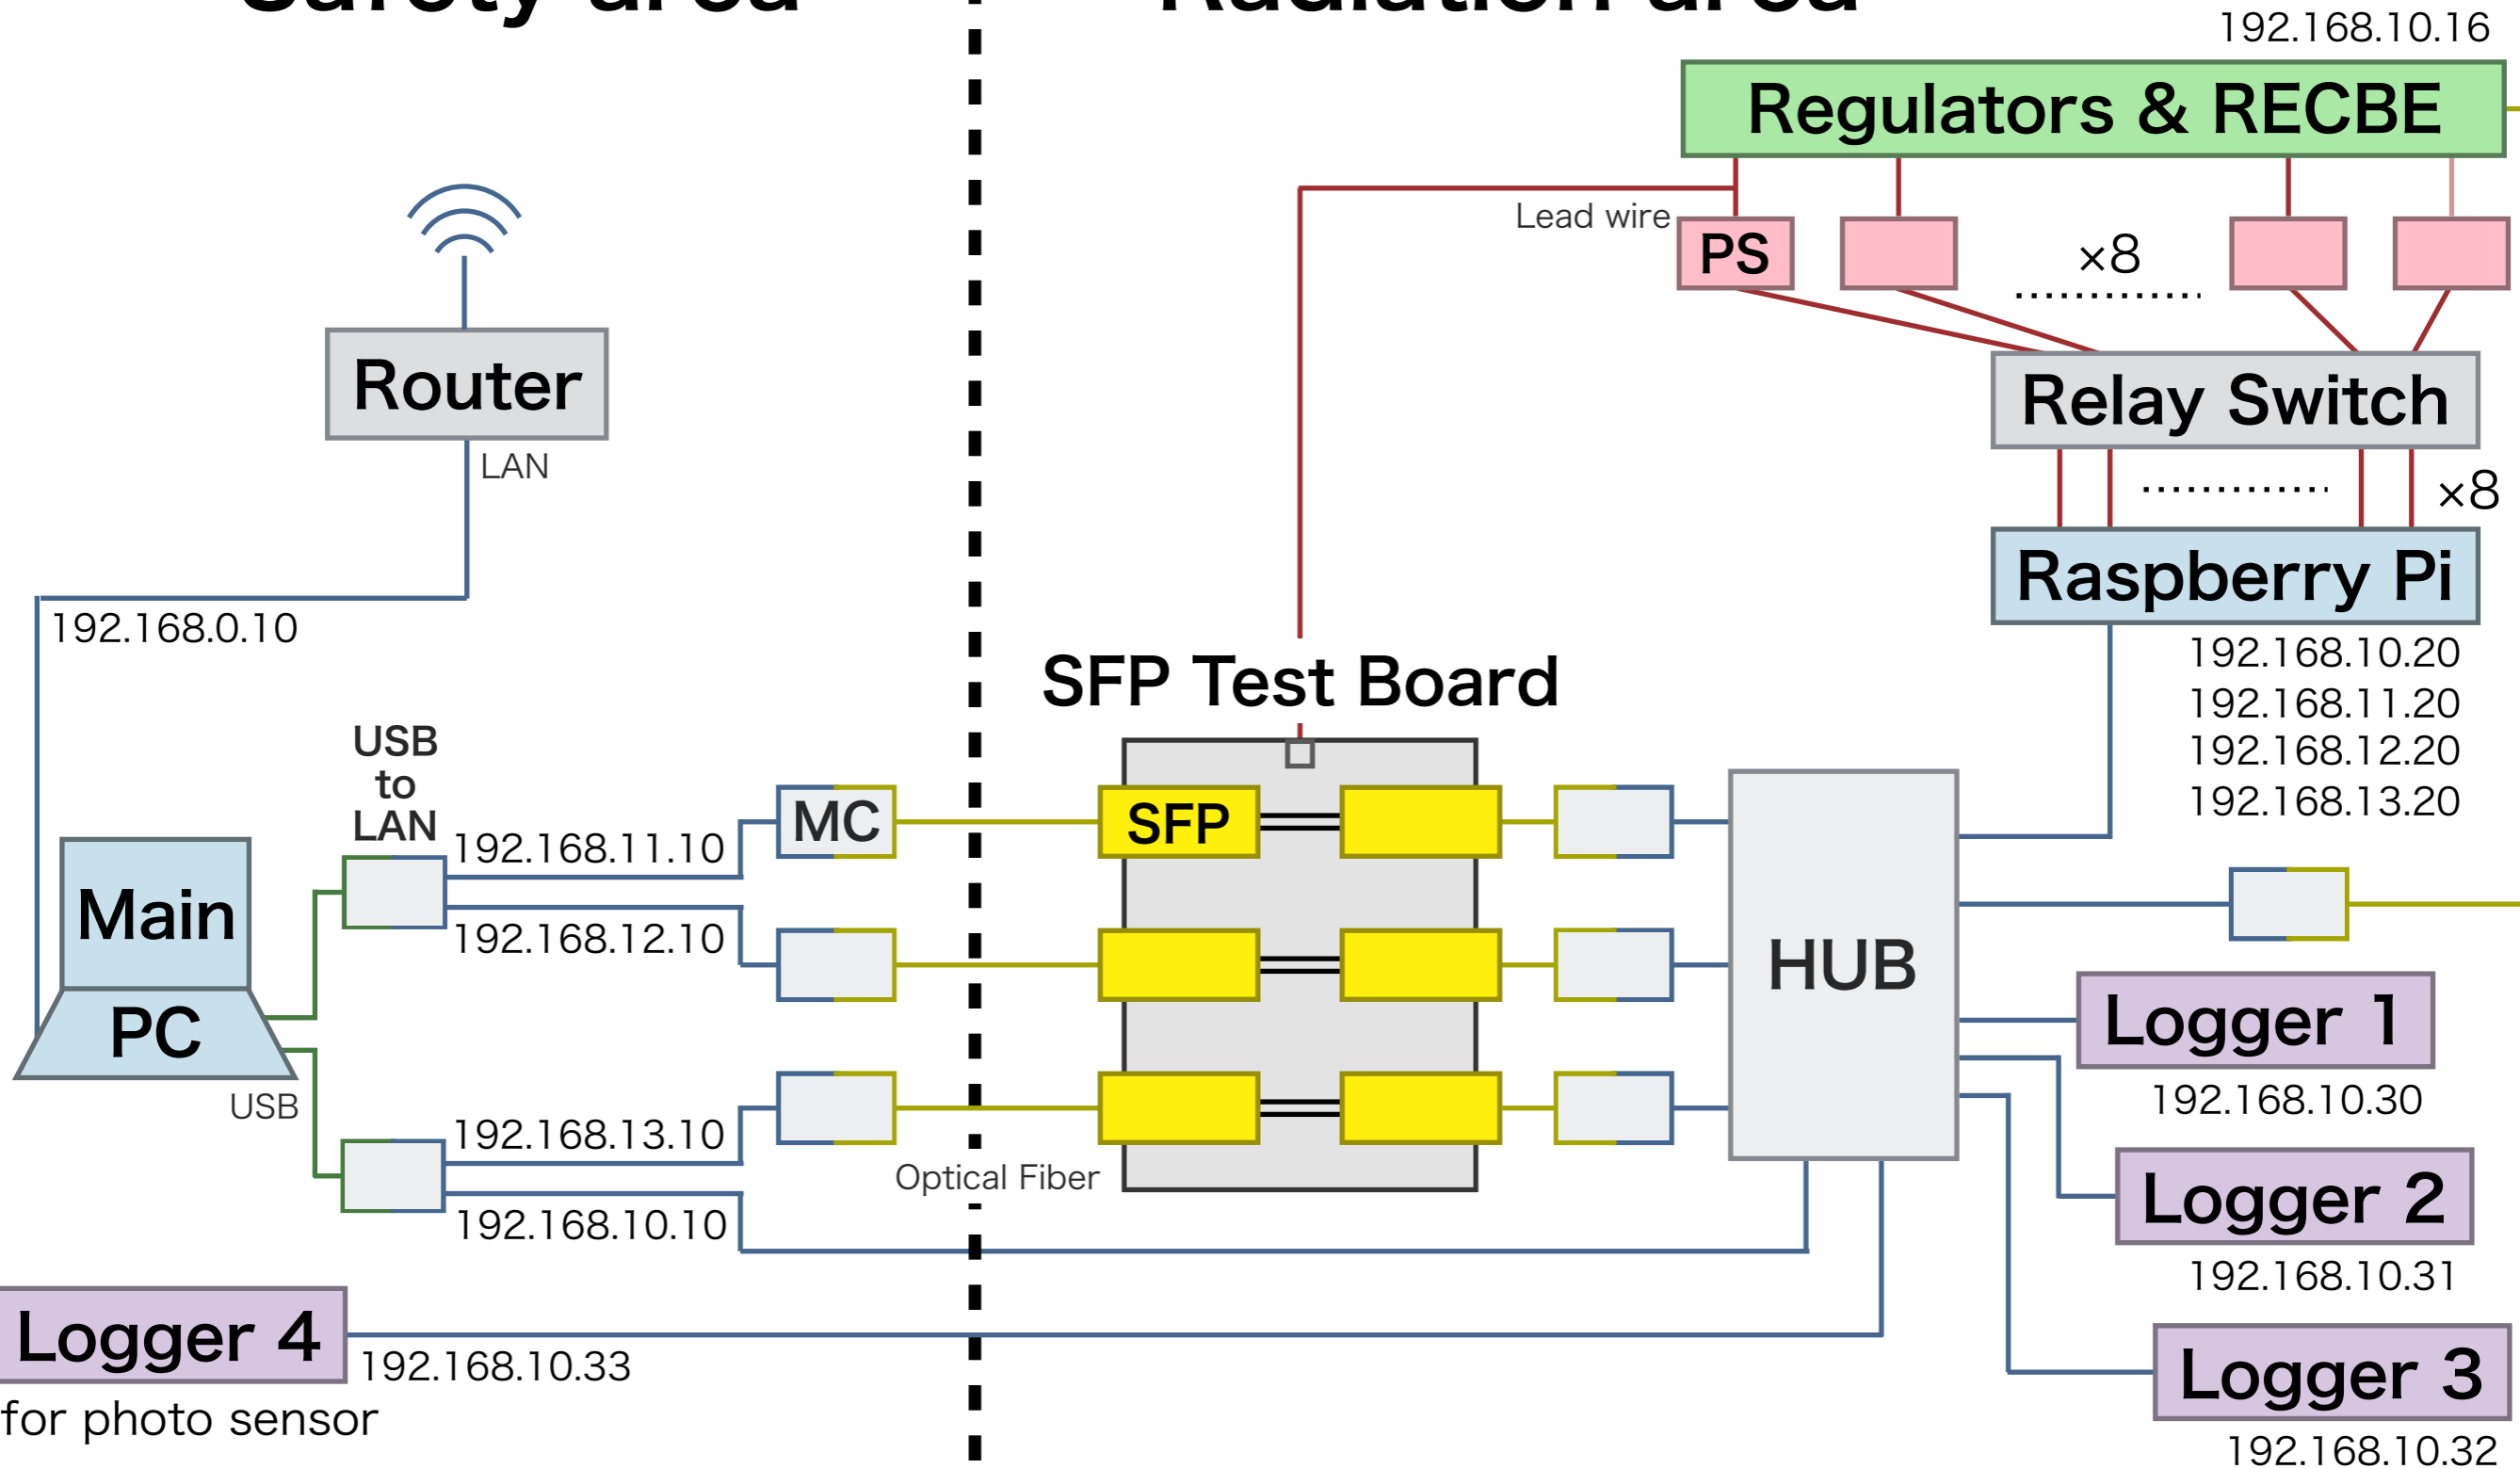 Safety area
Radiation area
192.168.10.16
Regulators & RECBE
Lead wire
PS
×8
Router
LAN
Relay Switch
×8
Raspberry Pi
192.168.0.10
192.168.10.20
192.168.11.20
192.168.12.20
192.168.13.20
SFP Test Board
USB
to
LAN
192.168.11.10
MC
SFP
Main
PC
192.168.12.10
HUB
Logger 1
192.168.10.30
USB
192.168.13.10
Optical Fiber
192.168.10.10
Logger 2
192.168.10.31
Logger 4
192.168.10.33
for photo sensor
Logger 3
192.168.10.32